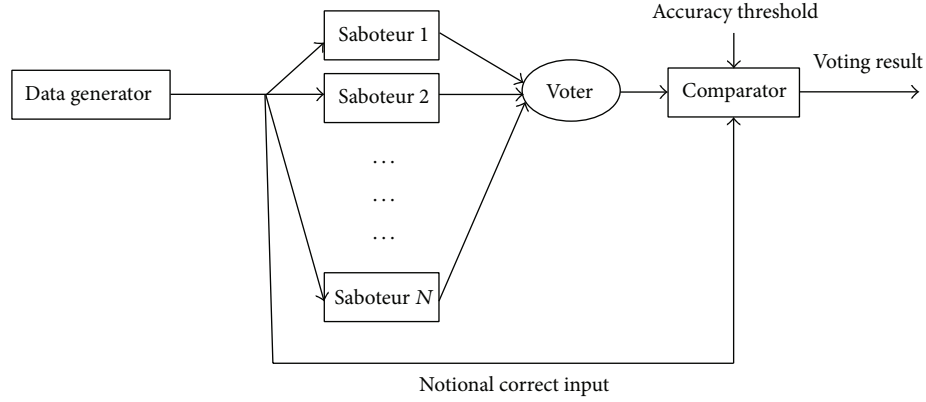 Accuracy threshold
Saboteur 1
Voting result
Data generator
Saboteur 2
Voter
Comparator
...
...
...
Saboteur N
Notional correct input